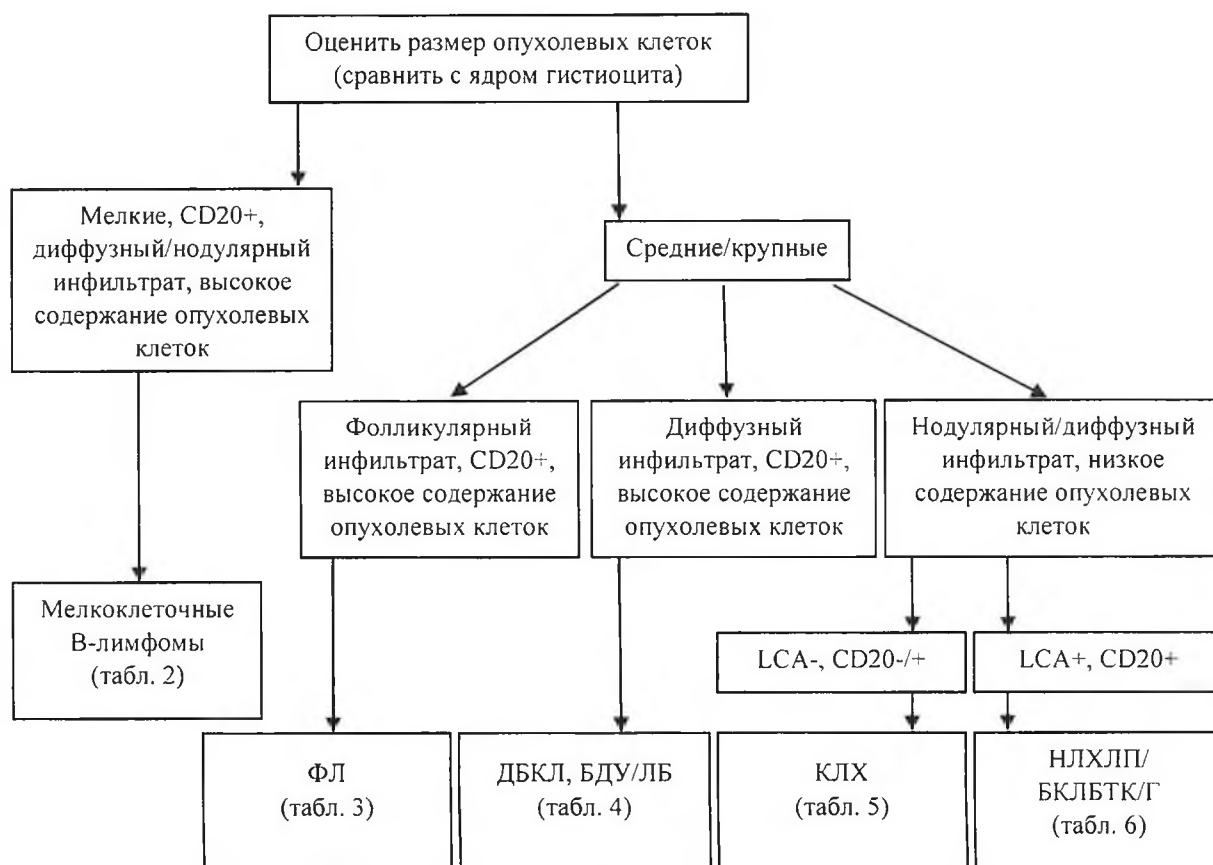 Оценить размер опухолевых клеток
(сравнить с ядром гистиоцита)
Мелкие, CD20+,
диффузный/нодулярный
инфильтрат, высокое
содержание опухолевых
клеток
Средние/крупные
Фолликулярный
инфильтрат, CD20+,
высокое содержание
опухолевых клеток
Диффузный
инфильтрат, CD20+,
высокое содержание
опухолевых клеток
Нодулярный/диффузный
инфильтрат, низкое
содержание опухолевых
клеток
Мелкоклеточные
В-лимфомы
(табл. 2)
LCA-, CD20-/+
LCA+, CD20+
ФЛ
(табл. 3)
ДБКЛ, БДУ/ЛБ
(табл. 4)
КЛХ
(табл. 5)
НЛХЛП/
БКЛБТК/Г
(табл. 6)